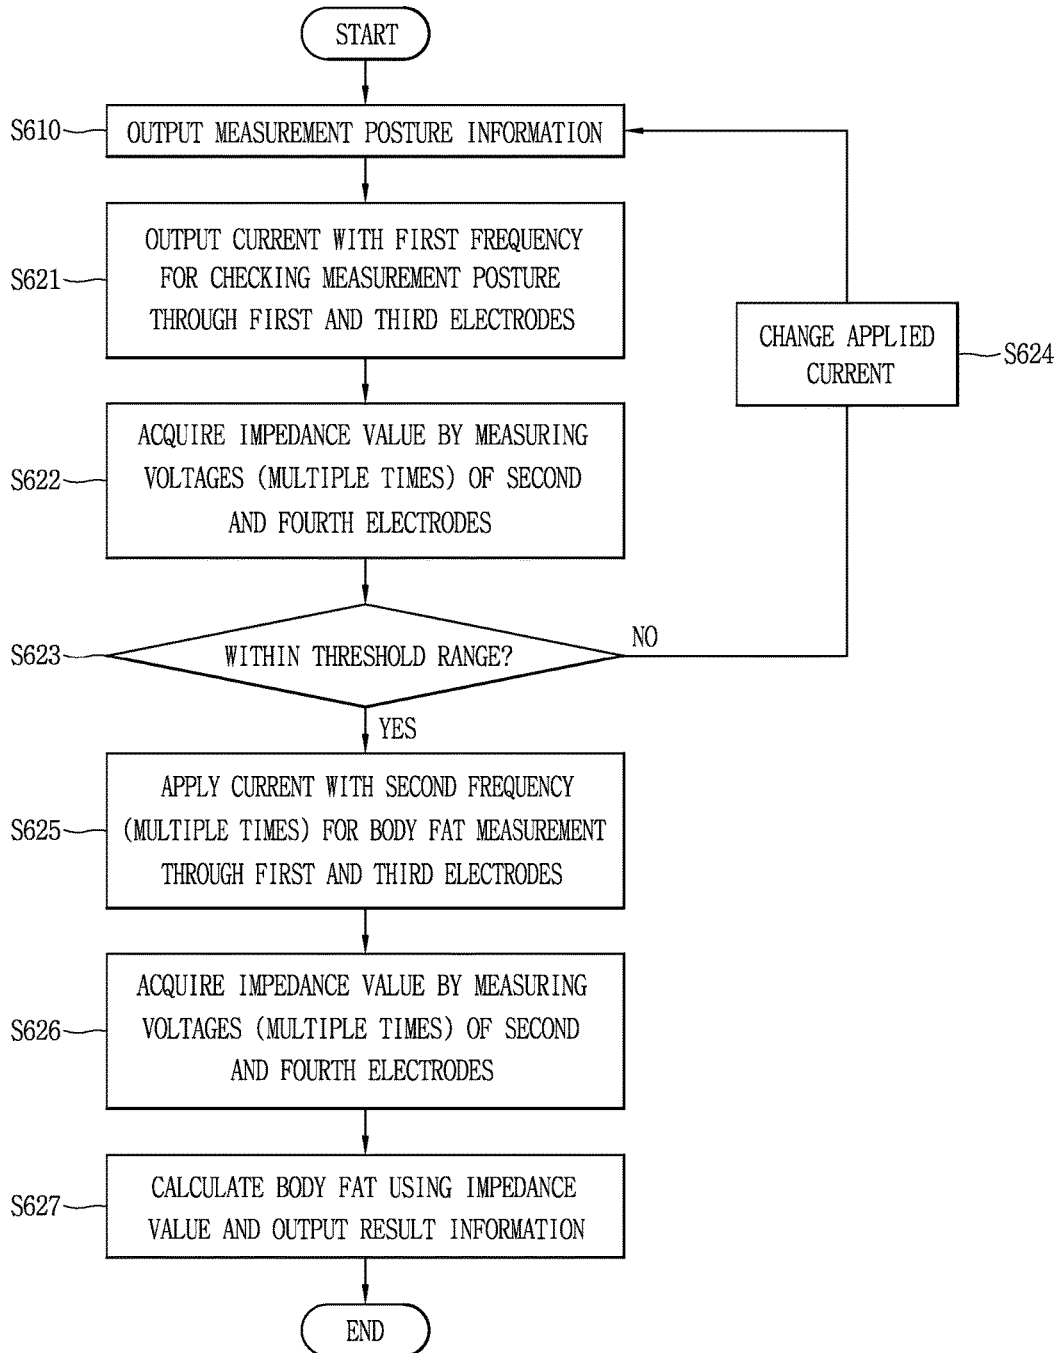 START
S610
OUTPUT MEASUREMENT POSTURE INFORMATION
S621
OUTPUT CURRENT WITH FIRST FREQUENCY
FOR CHECKING MEASUREMENT POSTURE
THROUGH FIRST AND THIRD ELECTRODES
CHANGE APPLIED
CURRENT
S624
S622
ACQUIRE IMPEDANCE VALUE BY MEASURING
VOLTAGES (MULTIPLE TIMES) OF SECOND
AND FOURTH ELECTRODES
S623
WITHIN THRESHOLD RANGE?
NO
YES
S625
APPLY CURRENT WITH SECOND FREQUENCY
(MULTIPLE TIMES) FOR BODY FAT MEASUREMENT
THROUGH FIRST AND THIRD ELECTRODES
S626
ACQUIRE IMPEDANCE VALUE BY MEASURING
VOLTAGES (MULTIPLE TIMES) OF SECOND
AND FOURTH ELECTRODES
S627
CALCULATE BODY FAT USING IMPEDANCE
VALUE AND OUTPUT RESULT INFORMATION
END